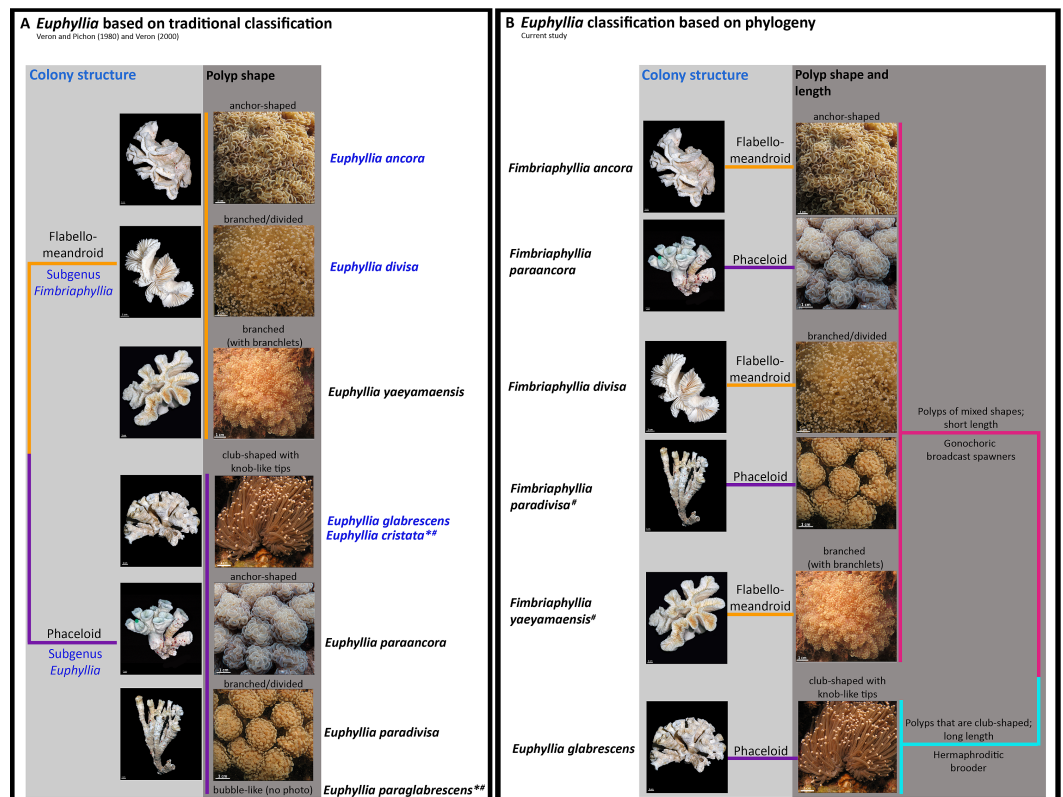 A Euphyllia based on traditional classification
Veron and Pichon (1980) and Veron (2000)
Colony structure
Polyp shape
anchor-shaped
Euphyllia ancora
branched/divided
Flabello-
meandroid
Subgenus
Fimbriaphyllia
Euphyllia divisa
branched
(with branchlets)
Euphyllia yaeyamaensis
club-shaped with
knob-like tips
Euphyllia glabrescens
Euphyllia cristata*#
anchor-shaped
Phaceloid
Subgenus
Euphyllia
Euphyllia paraancora
branched/divided
Euphyllia paradivisa
bubble-like (no photo)
Euphyllia paraglabrescens*#
B Euphyllia classification based on phylogeny
Current study
Colony structure
Polyp shape and
length
anchor-shaped
Fimbriaphyllia ancora
Flabello-
meandroid
Fimbriaphyllia
paraancora
Phaceloid
branched/divided
Fimbriaphyllia divisa
Flabello-
meandroid
Polyps of mixed shapes;
short length
Gonochoric
broadcast spawners
Fimbriaphyllia
paradivisa#
Phaceloid
branched
(with branchlets)
Fimbriaphyllia
yaeyamaensis#
Flabello-
meandroid
club-shaped with
knob-like tips
Euphyllia glabrescens
Phaceloid
Polyps that are club-shaped;
long length
Hermaphroditic
brooder